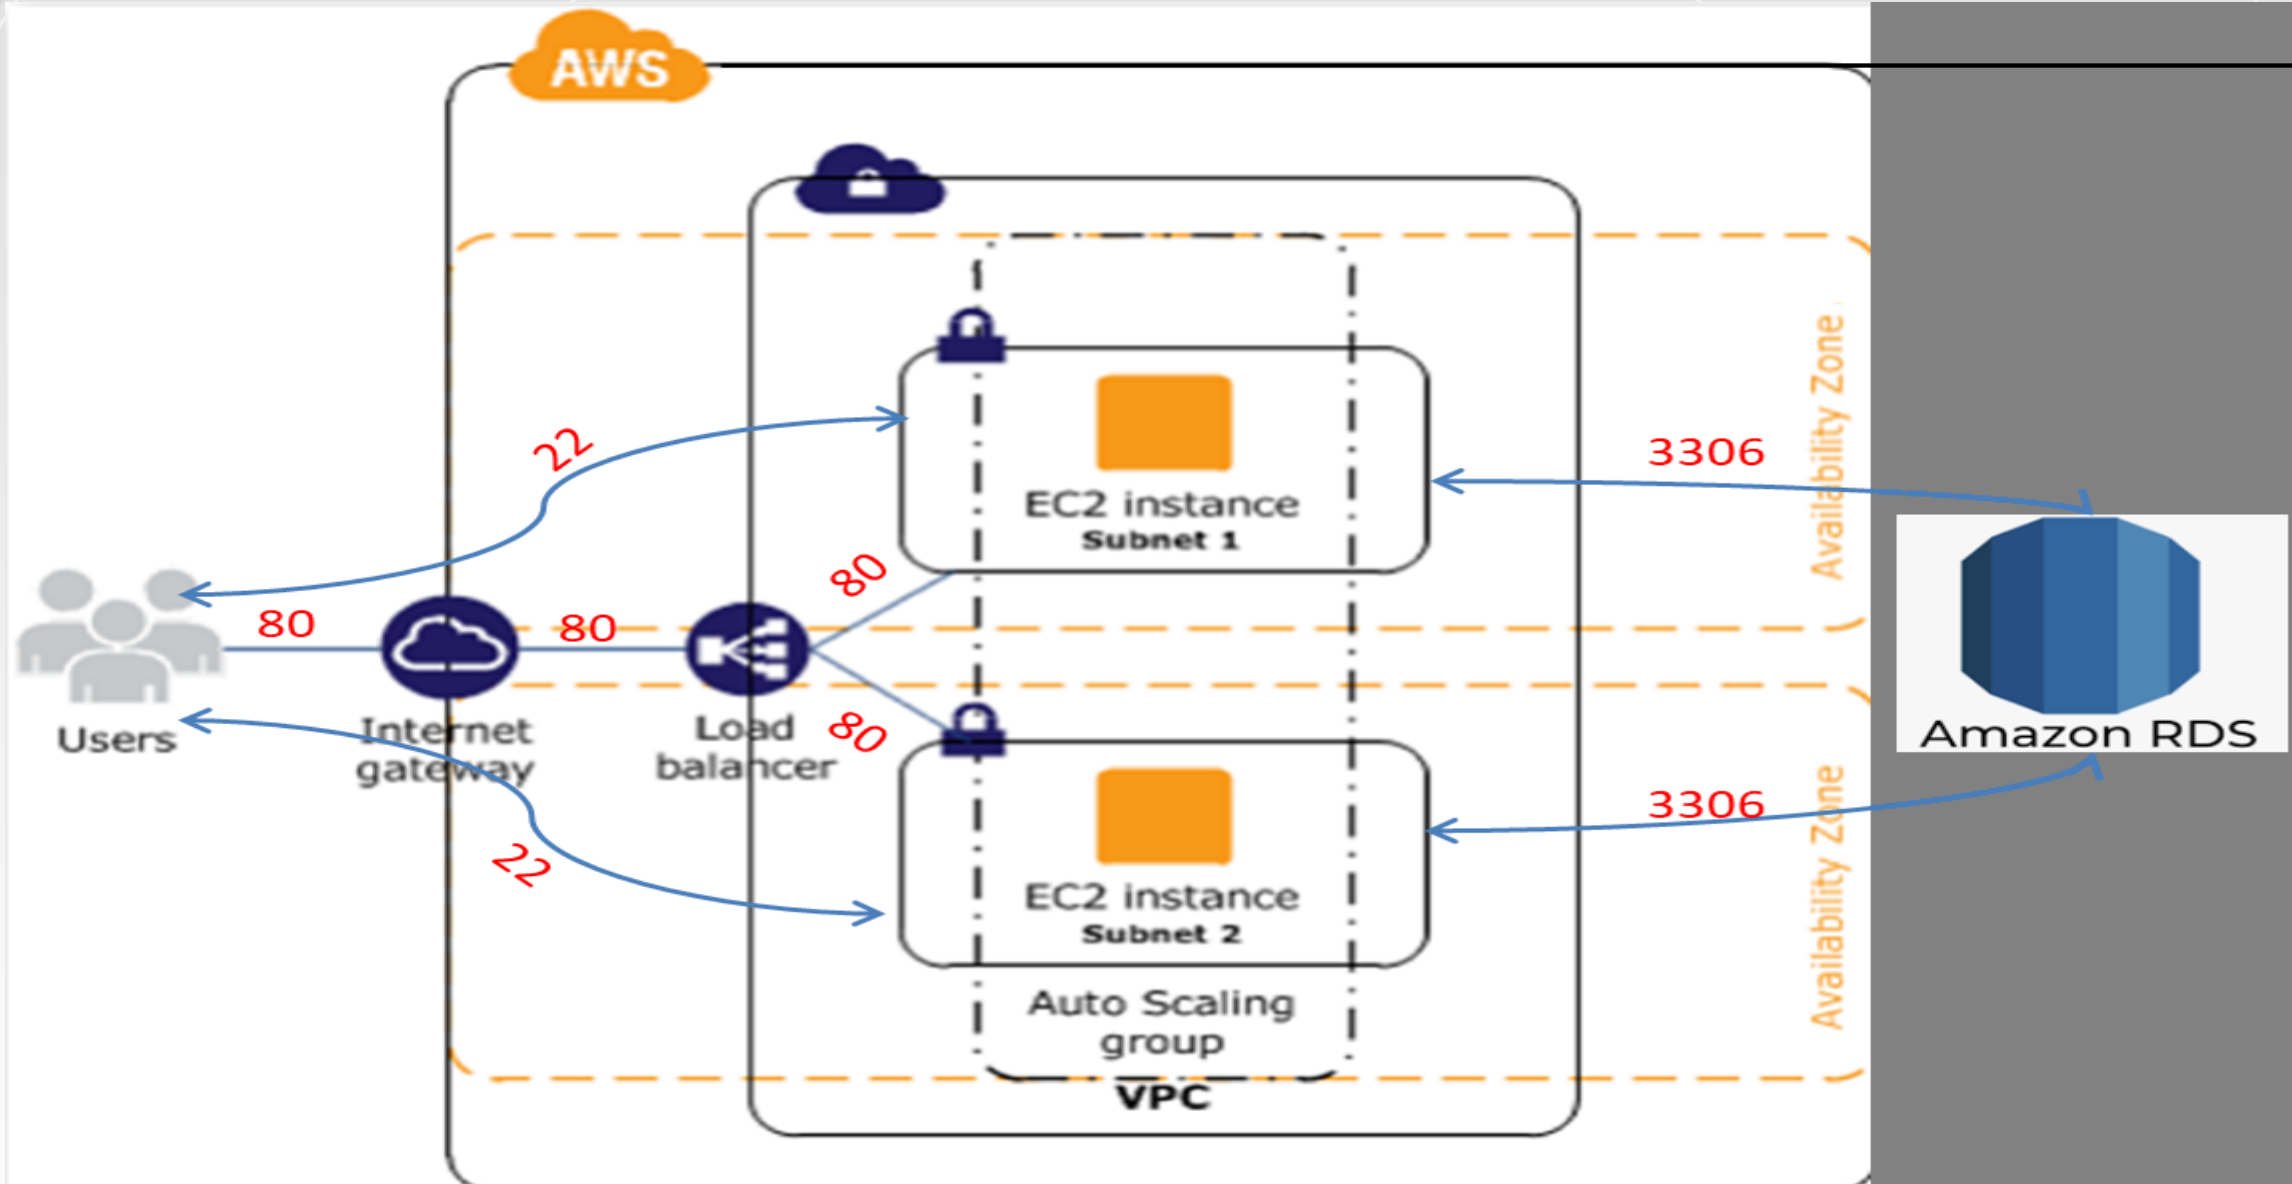 AWS
22
80
80
80
80
22
Users
Internet
gateway
Load
balancer
EC2 instance
Subnet 1
EC2 instance
Subnet 2
Auto Scaling
group
VPC
3306
3306
Availability Zone
Availability Zone
Amazon RDS